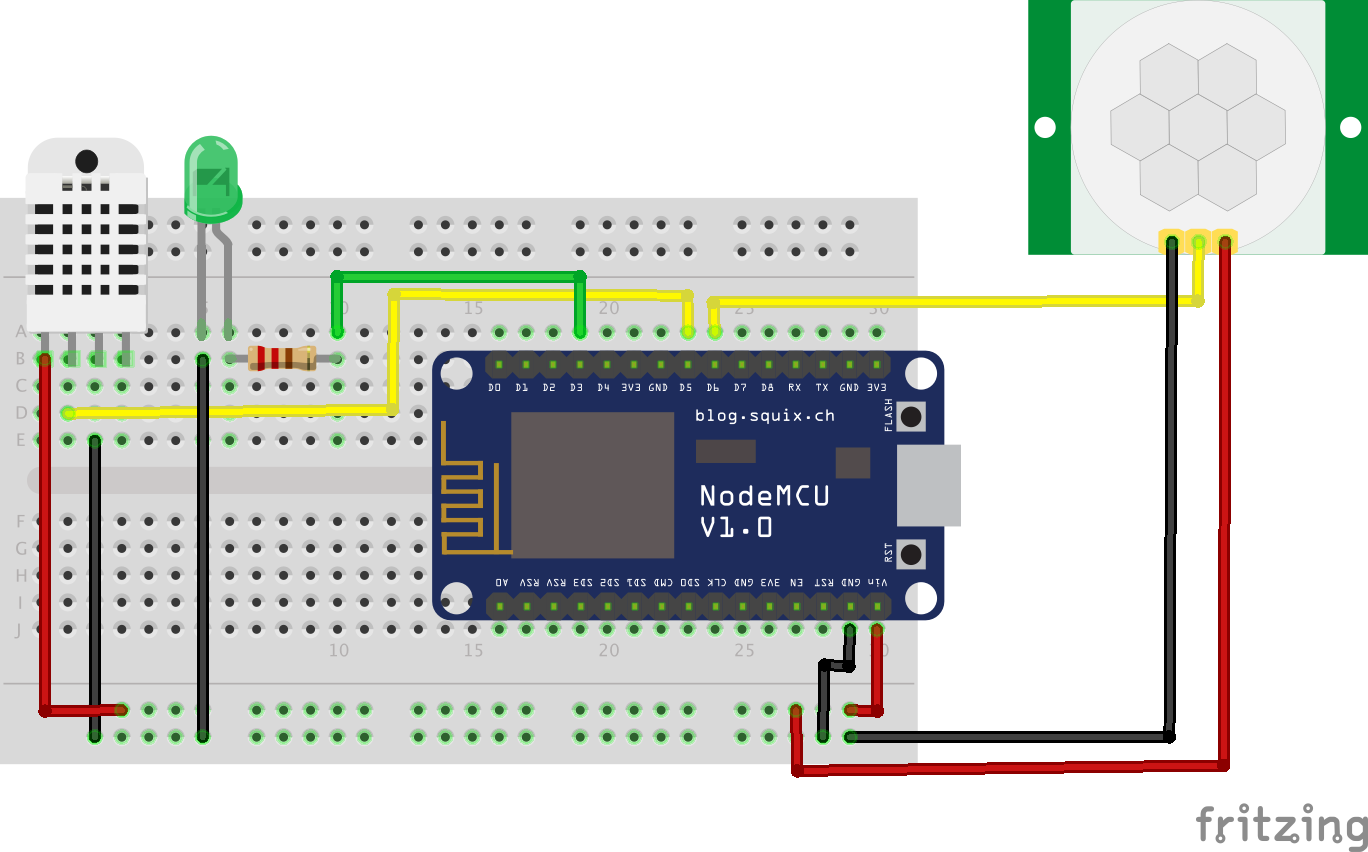 5 10 15 20 25 30
A
B
C
D
E
F
G
H
I
J
D0 D1 D2 D3 D4 3V3 GND D5 D6 D7 D8 RX TX GND 3V3
blog.squix.ch
FLASH
NodeMCU
V1.0
RST
A0 RSV RSV SD3 SD2 SD1 CMD SD0 CLK GND 3V3 EN RST GND Vin
10 15 20 25 30
fritzing